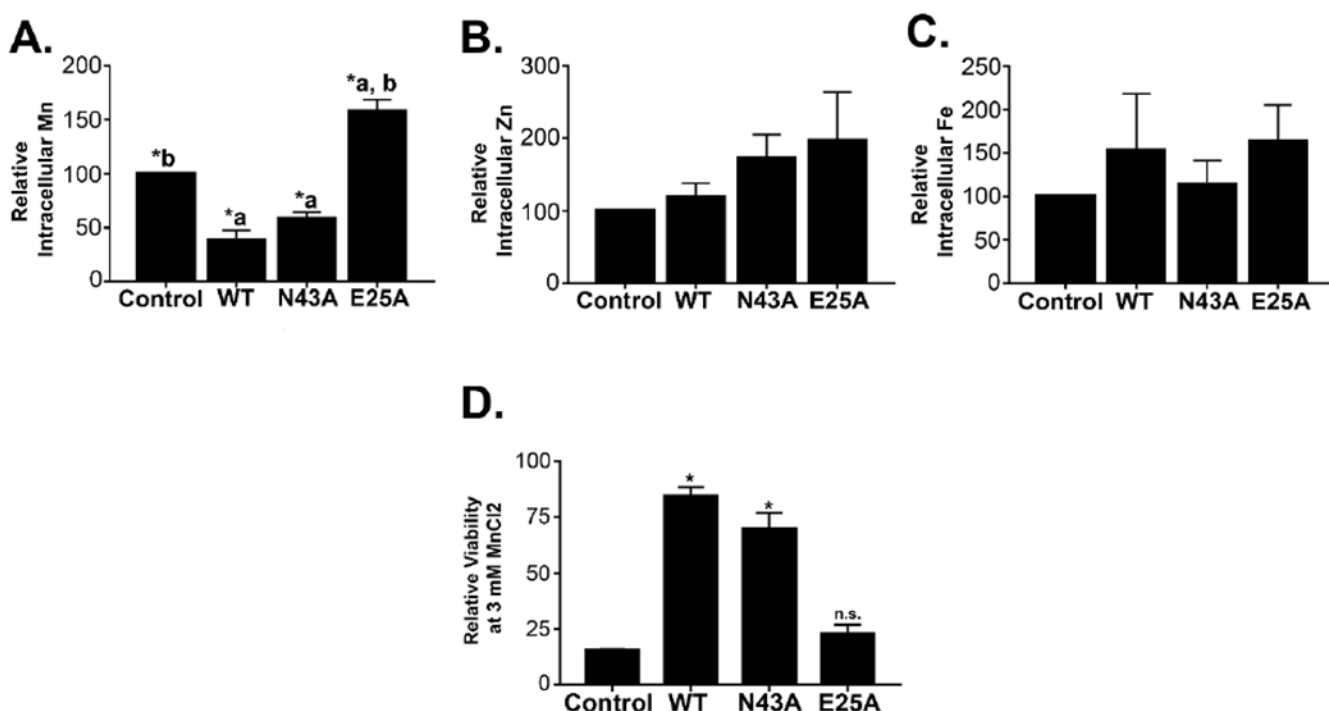 A.
Relative
Intracellular Mn
200
150
100
50
0
*b
*a
*a
*a, b
Control WT N43A E25A
B.
Relative
Intracellular Zn
300
200
100
0
Control WT N43A E25A
C.
Relative
Intracellular Fe
250
200
150
100
50
0
Control WT N43A E25A
D.
Relative Viability
at 3 mM MnCl2
100
75
50
25
0
*
*
n.s.
Control WT N43A E25A